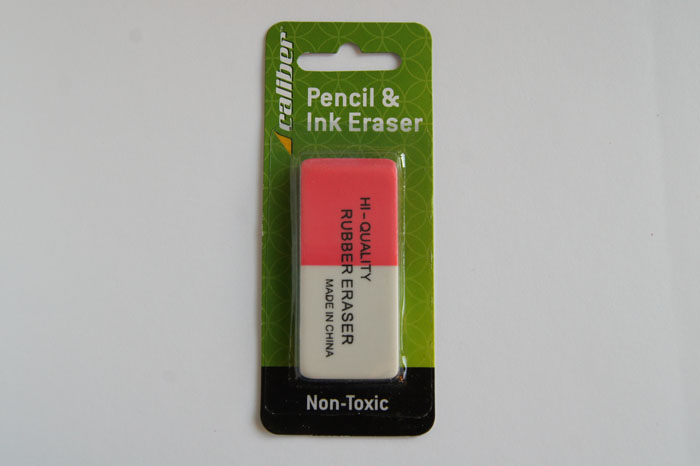 caliber
Pencil &
Ink Eraser
HI-QUALITY
RUBBER ERASER
MADE IN CHINA
Non-Toxic